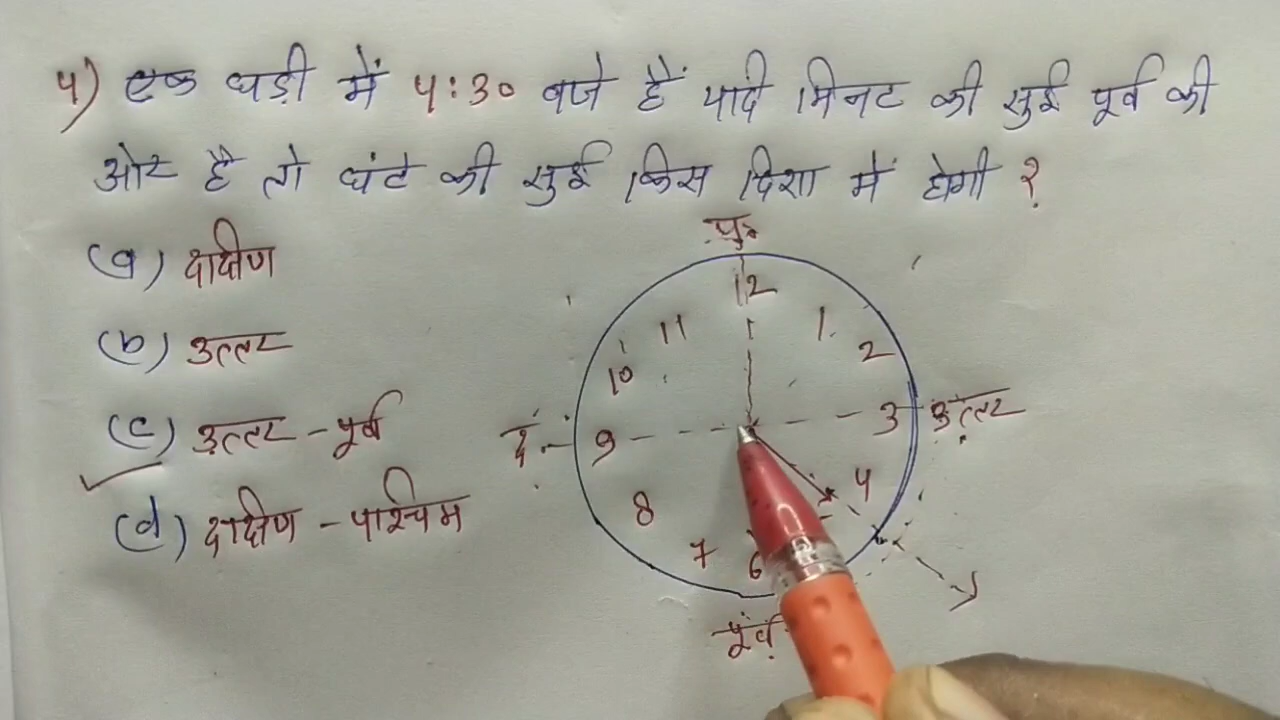 4) एक घड़ी में 4:30 बजे हैं यदि मिनट की सुई पूर्व की
ओर है तो घंटे की सुई किस दिशा में होगी ?
(a) दक्षिण
(b) उत्तर
(c) उत्तर-पूर्व
(d) दक्षिण-पश्चिम
प॰
12
11
1
10
2
9
3
8
4
7
6
द॰
उत्तर
पूर्व